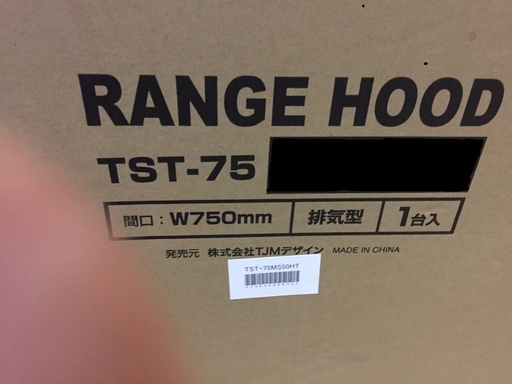 RANGE HOOD
TST-75
間口：W750mm 排気型 1台入
発売元 株式会社TJMデザイン MADE IN CHINA
TST-75MS50HT